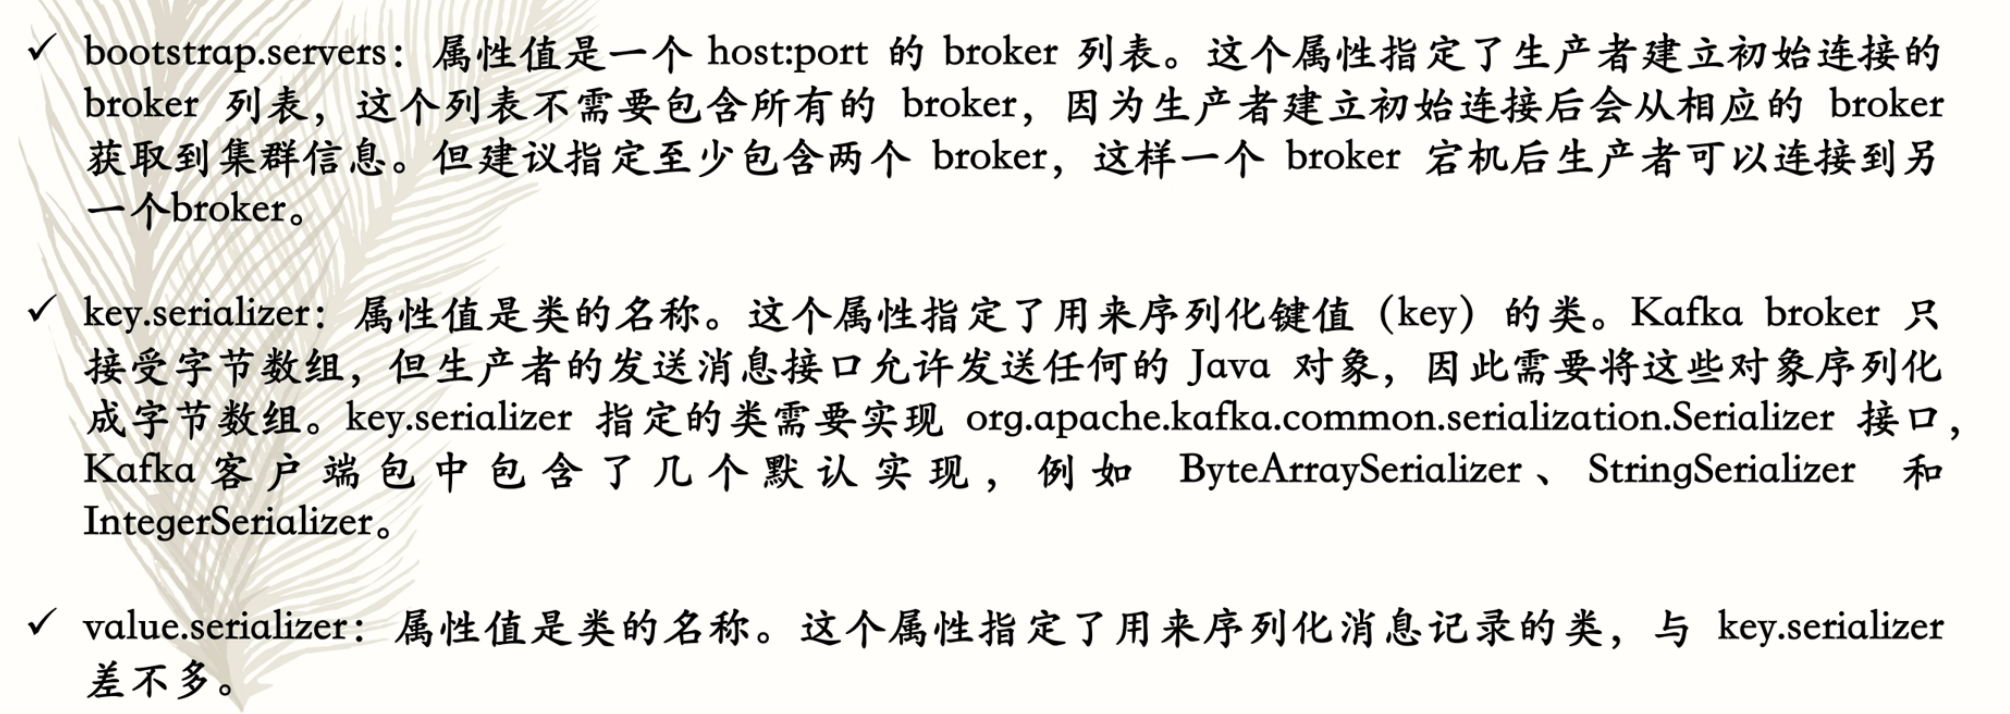 ✓ bootstrap.servers：属性值是一个 host:port 的 broker 列表。这个属性指定了生产者建立初始连接的
broker 列表，这个列表不需要包含所有的 broker，因为生产者建立初始连接后会从相应的 broker
获取到集群信息。但建议指定至少包含两个 broker，这样一个 broker 宕机后生产者可以连接到另
一个broker。
✓ key.serializer：属性值是类的名称。这个属性指定了用来序列化键值（key）的类。Kafka broker 只
接受字节数组，但生产者的发送消息接口允许发送任何的 Java 对象，因此需要将这些对象序列化
成字节数组。key.serializer 指定的类需要实现 org.apache.kafka.common.serialization.Serializer 接口，
Kafka 客户端包中包含了几个默认实现，例如 ByteArraySerializer、StringSerializer 和
IntegerSerializer。
✓ value.serializer：属性值是类的名称。这个属性指定了用来序列化消息记录的类，与 key.serializer
差不多。